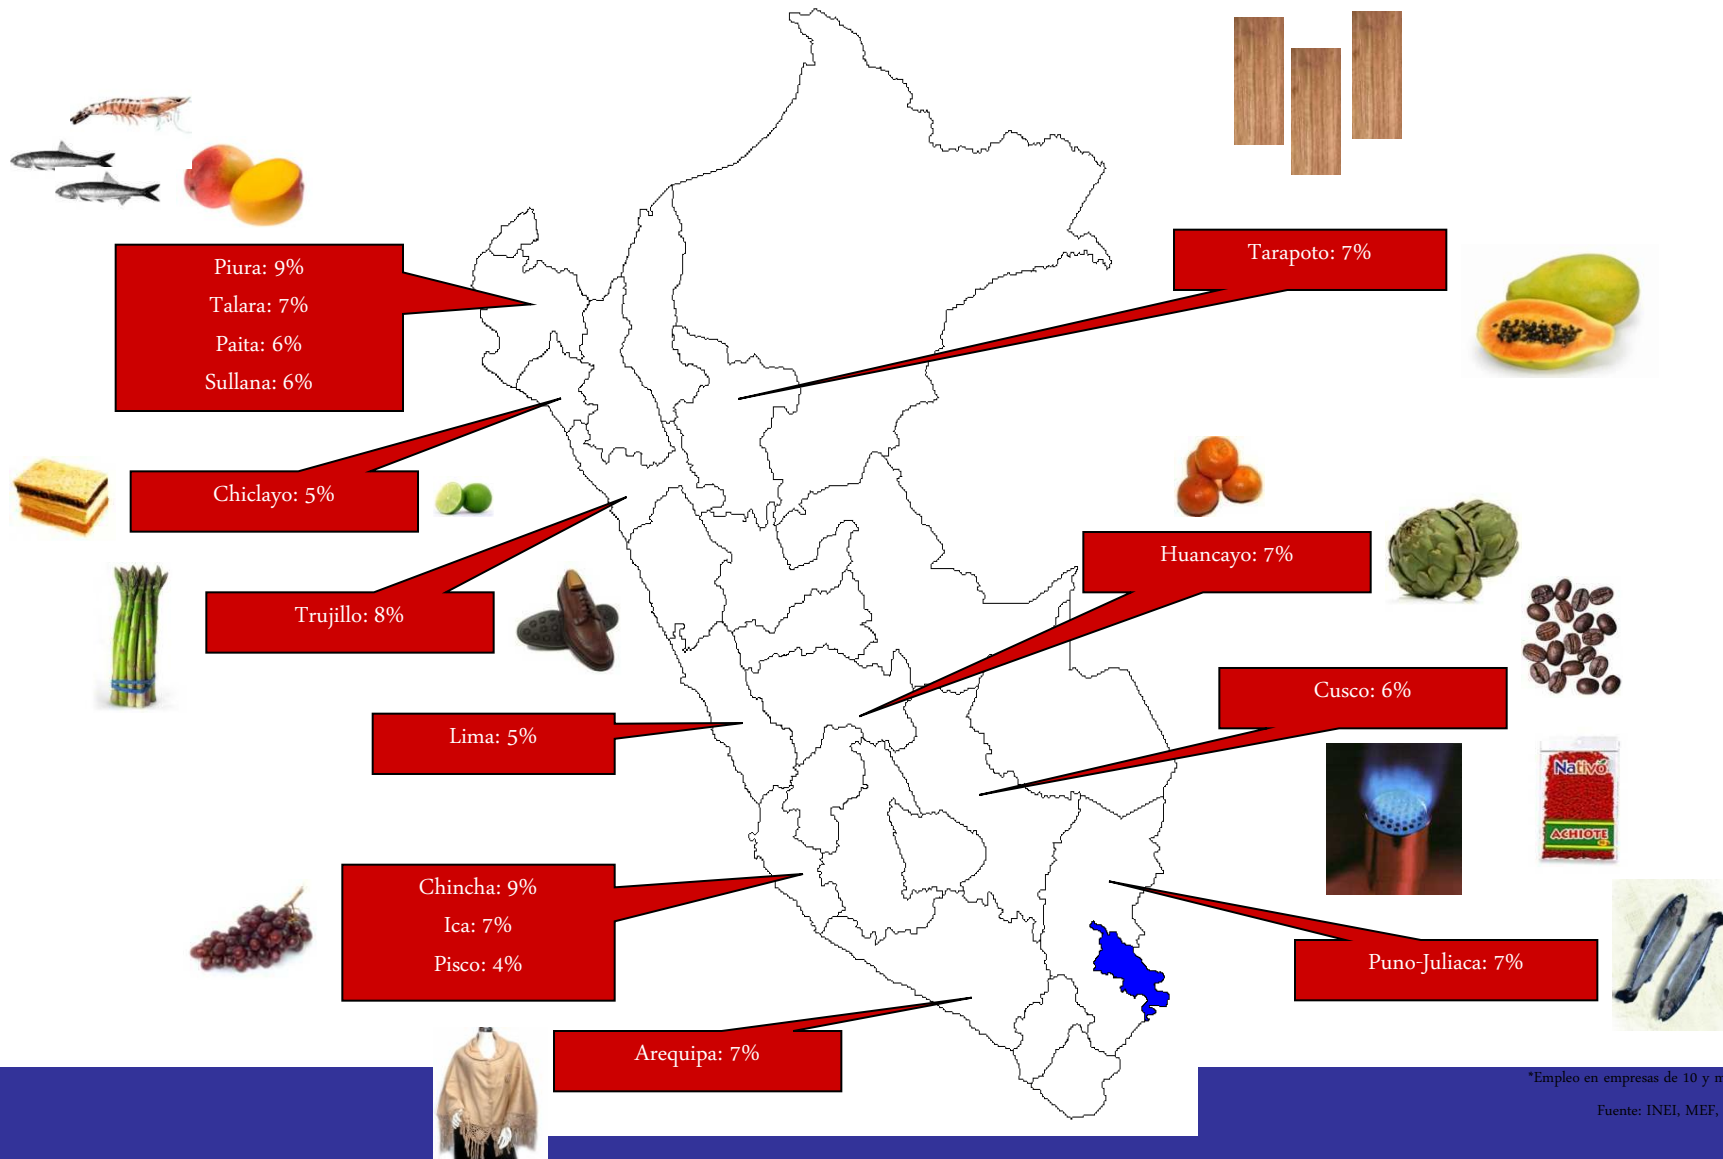 Piura: 9%
Talara: 7%
Paita: 6%
Sullana: 6%
Tarapoto: 7%
Chiclayo: 5%
Huancayo: 7%
Trujillo: 8%
Cusco: 6%
Lima: 5%
Nativo
ACHIOTE
Chincha: 9%
Ica: 7%
Pisco: 4%
Puno-Juliaca: 7%
Arequipa: 7%
*Empleo en empresas de 10 y
Fuente: INEI, MEF,